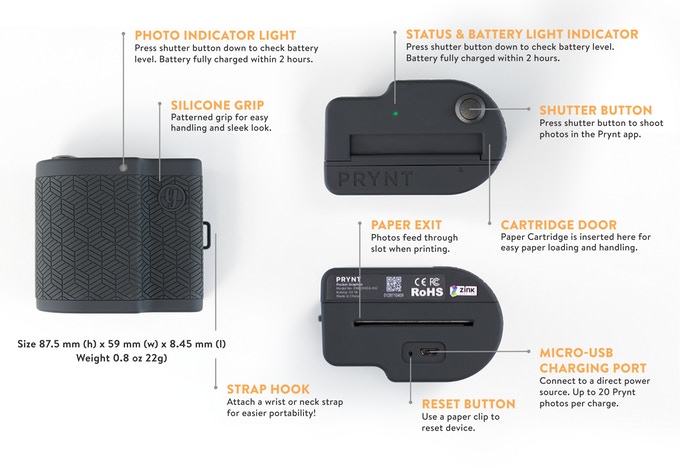 PHOTO INDICATOR LIGHT
Press shutter button down to check battery
level. Battery fully charged within 2 hours.
STATUS & BATTERY LIGHT INDICATOR
Press shutter button down to check battery level.
Battery fully charged within 2 hours.
SILICONE GRIP
Patterned grip for easy
handling and sleek look.
SHUTTER BUTTON
Press shutter button to shoot
photos in the Prynt app.
PRYNT
PAPER EXIT
Photos feed through
slot when printing.
CARTRIDGE DOOR
Paper Cartridge is inserted here for
easy paper loading and handling.
PRYNT
Pocket Graphite
CE FC
RoHS
zink
Size 87.5 mm (h) x 59 mm (w) x 8.45 mm (l)
Weight 0.8 oz 22g)
STRAP HOOK
Attach a wrist or neck strap
for easier portability!
RESET BUTTON
Use a paper clip to
reset device.
MICRO-USB
CHARGING PORT
Connect to a direct power
source. Up to 20 Prynt
photos per charge.